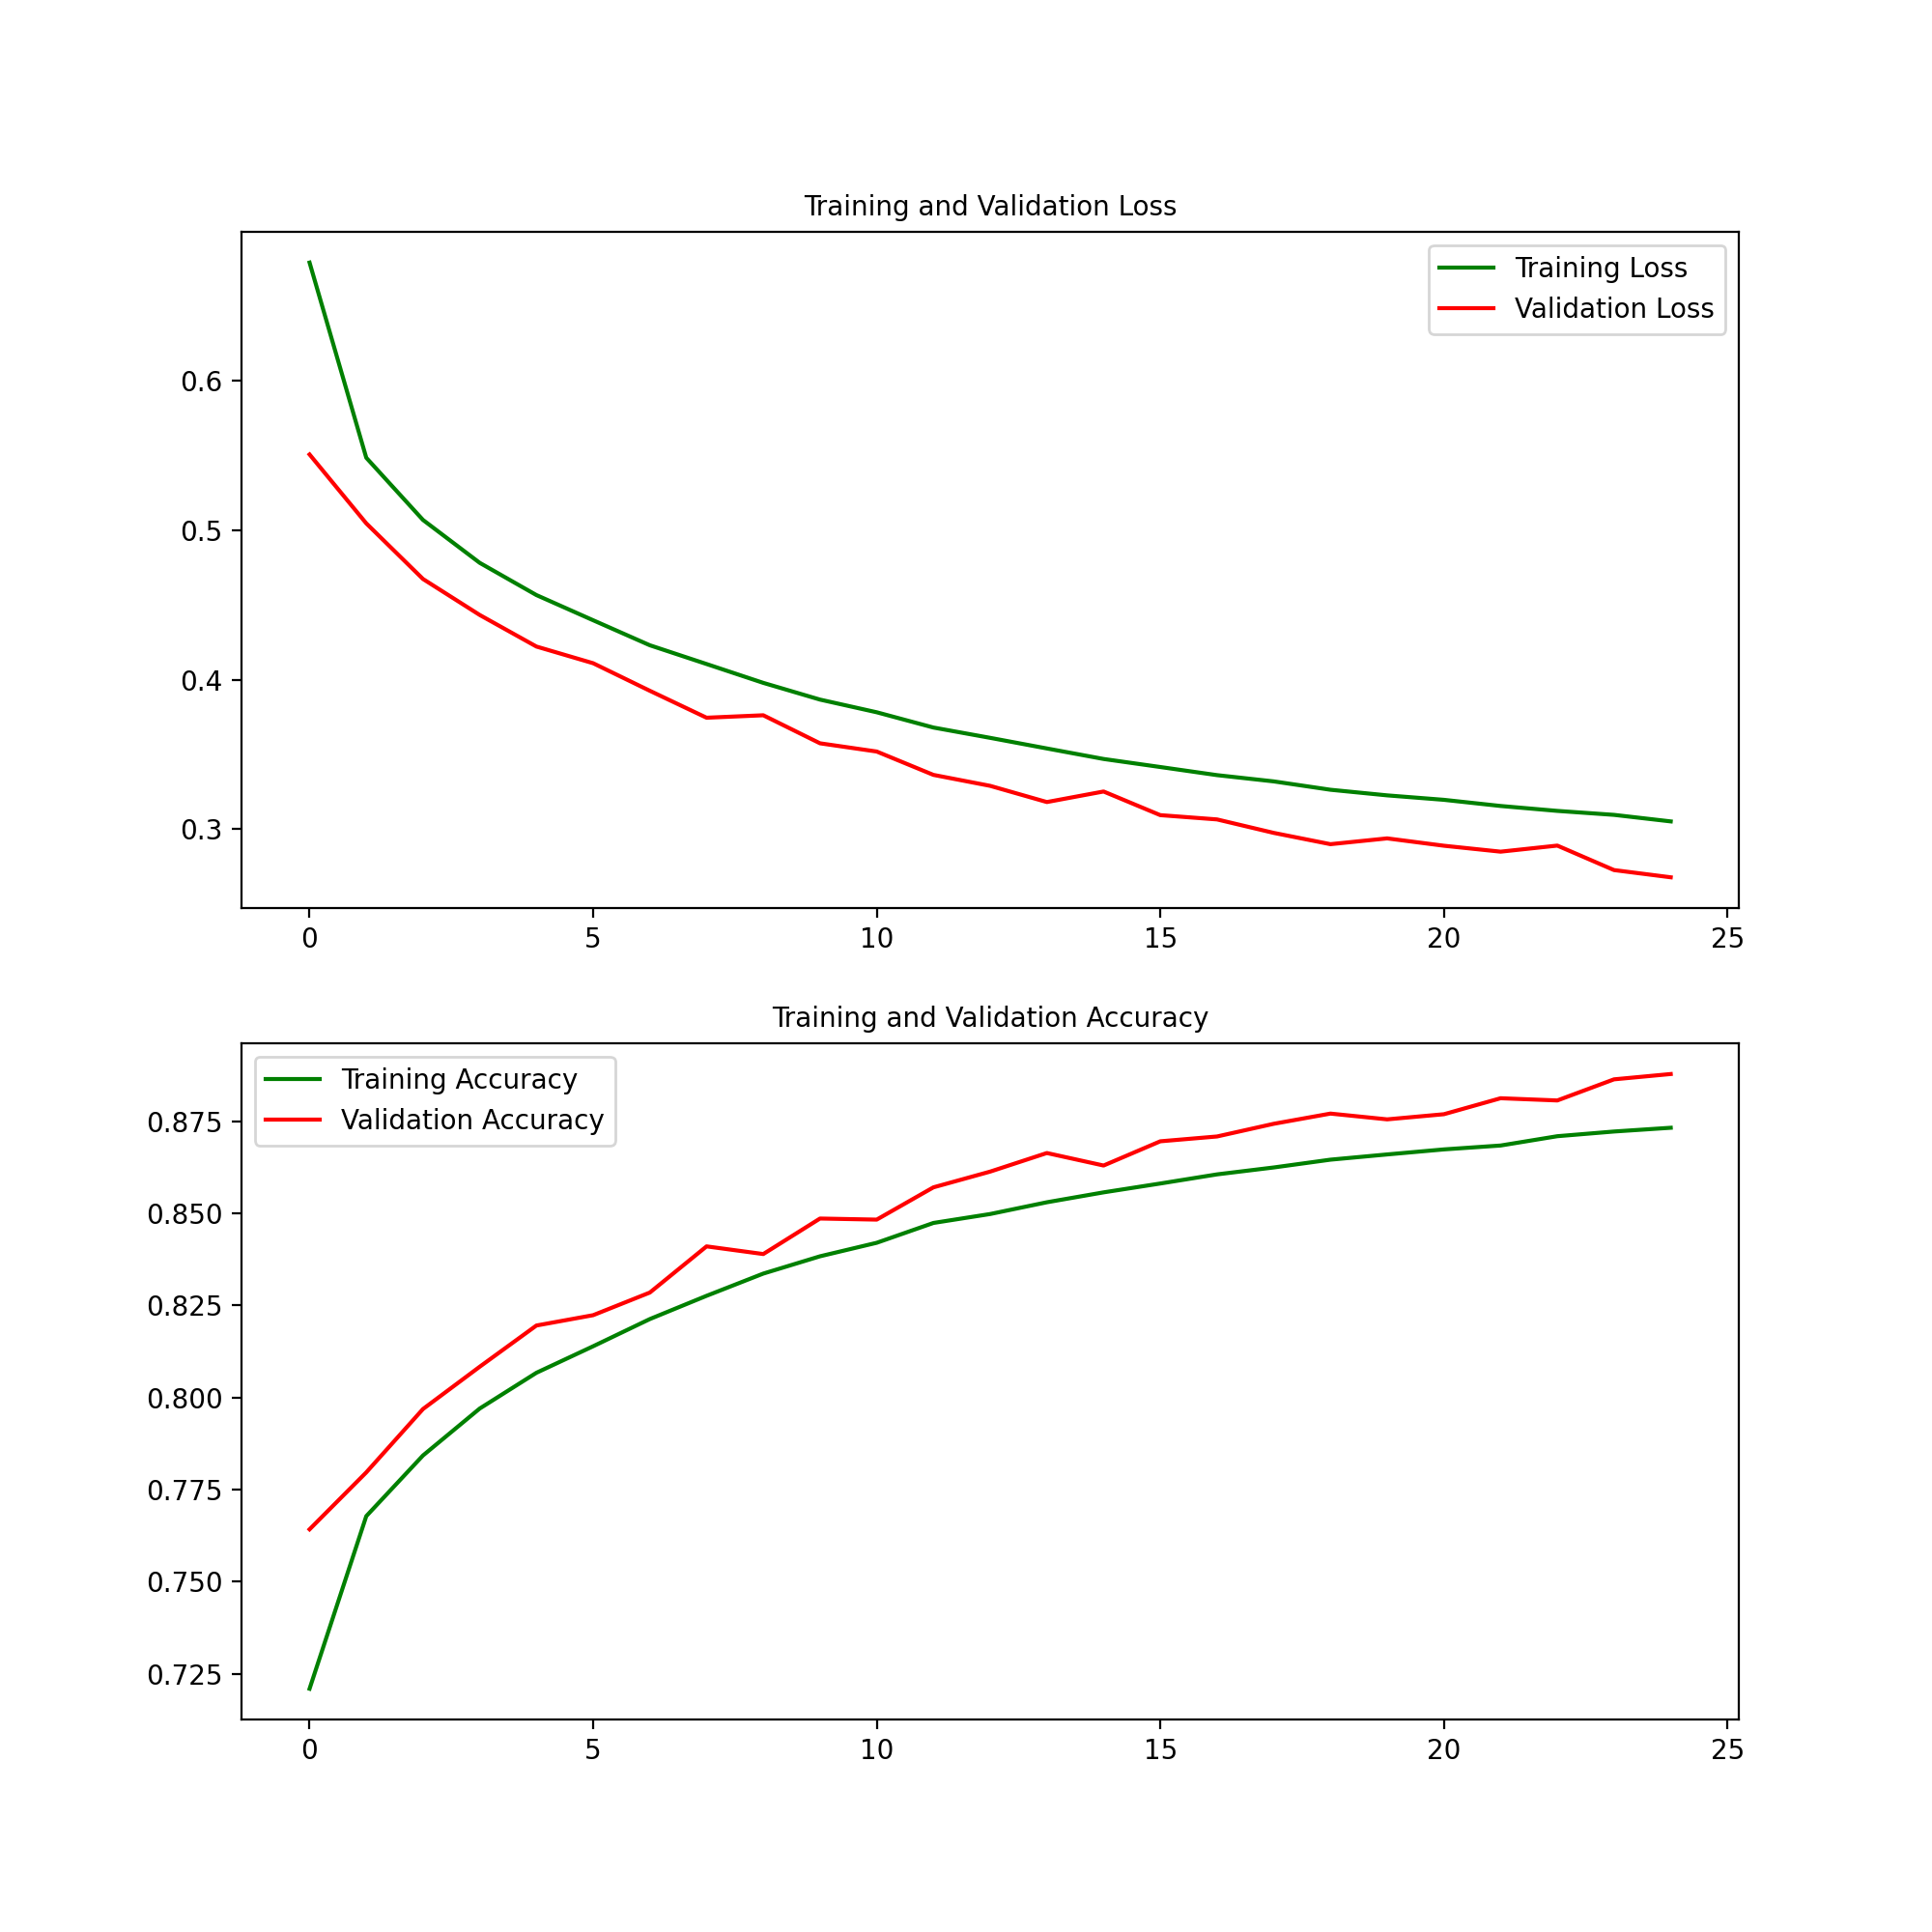 Training and Validation Loss
Training Loss
Validation Loss
0.6
0.5
0.4
0.3
0 5 10 15 20 25
Training and Validation Accuracy
Training Accuracy
Validation Accuracy
0.875
0.850
0.825
0.800
0.775
0.750
0.725
0 5 10 15 20 25